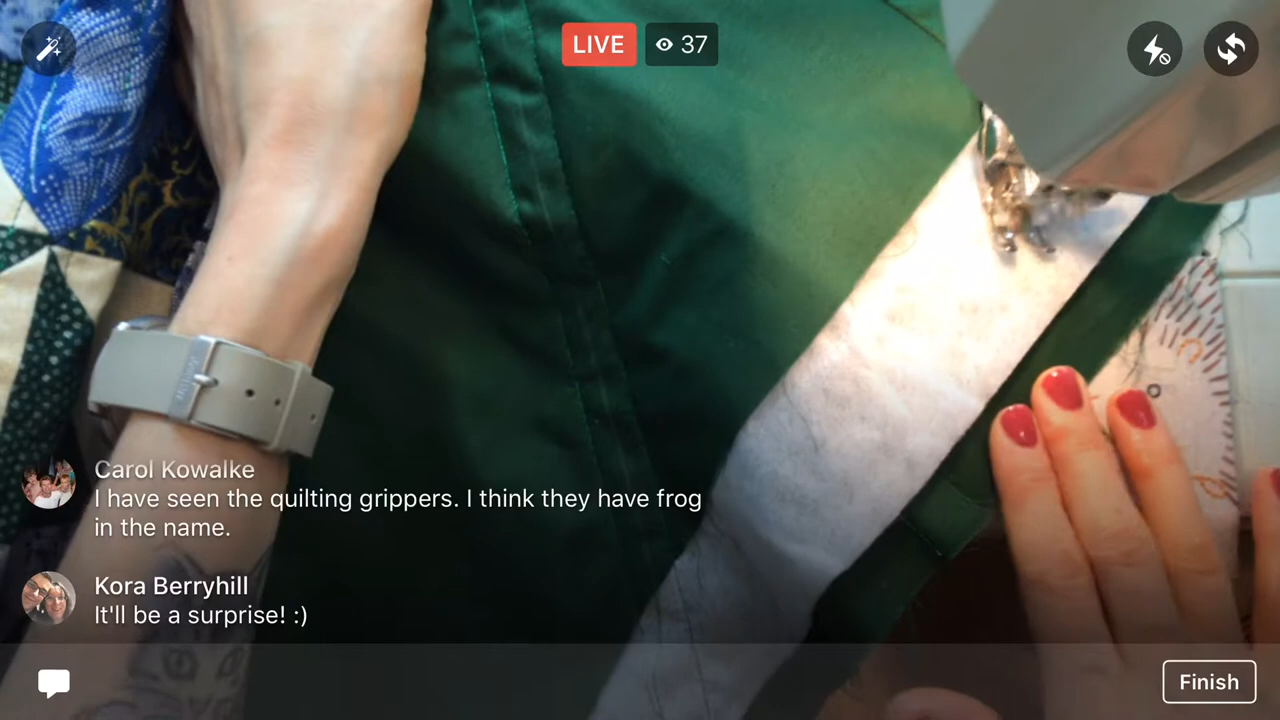 LIVE
37
Carol Kowalke
I have seen the quilting grippers. I think they have frog
in the name.
Kora Berryhill
It'll be a surprise! :)
Finish